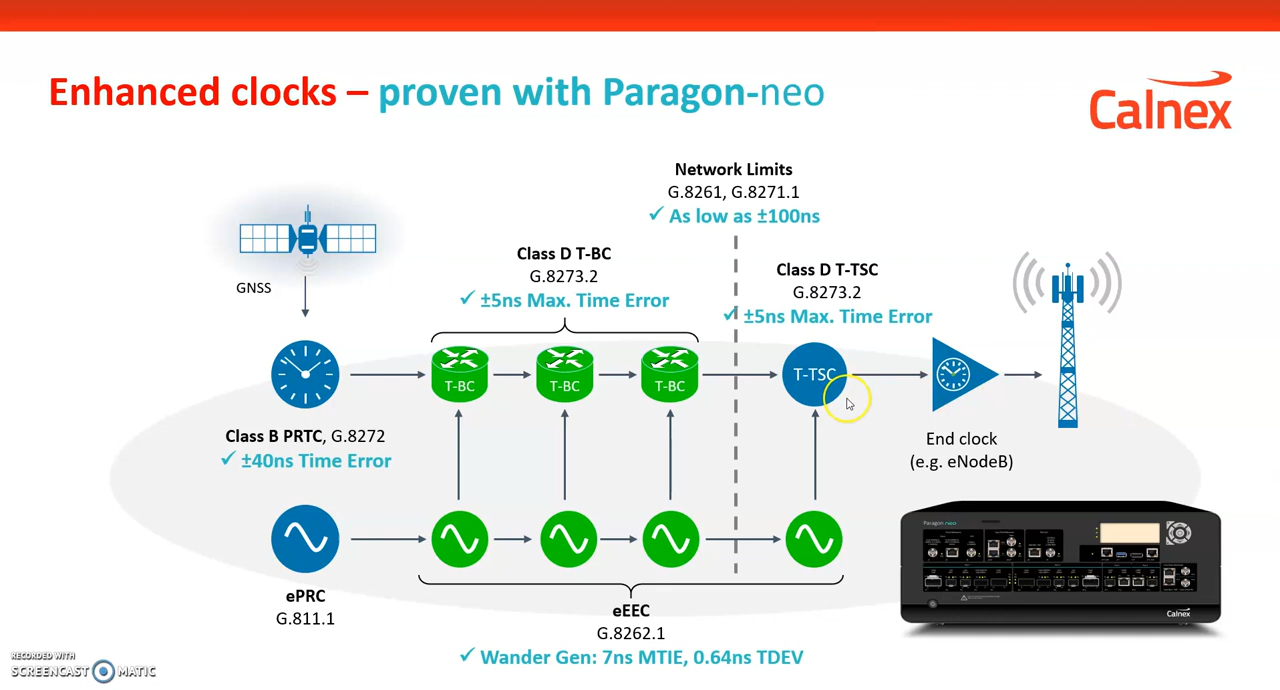 Enhanced clocks – proven with Paragon-neo
Calnex
Network Limits
G.8261, G.8271.1
✓ As low as ±100ns
Class D T-BC
G.8273.2
✓ ±5ns Max. Time Error
Class D T-TSC
G.8273.2
✓ ±5ns Max. Time Error
GNSS
T-BC
T-BC
T-BC
T-TSC
Class B PRTC, G.8272
✓ ±40ns Time Error
End clock
(e.g. eNodeB)
Paragon neo
Calnex
ePRC
G.811.1
eEEC
G.8262.1
✓ Wander Gen: 7ns MTIE, 0.64ns TDEV
RECORDED WITH
SCREENCAST MATIC